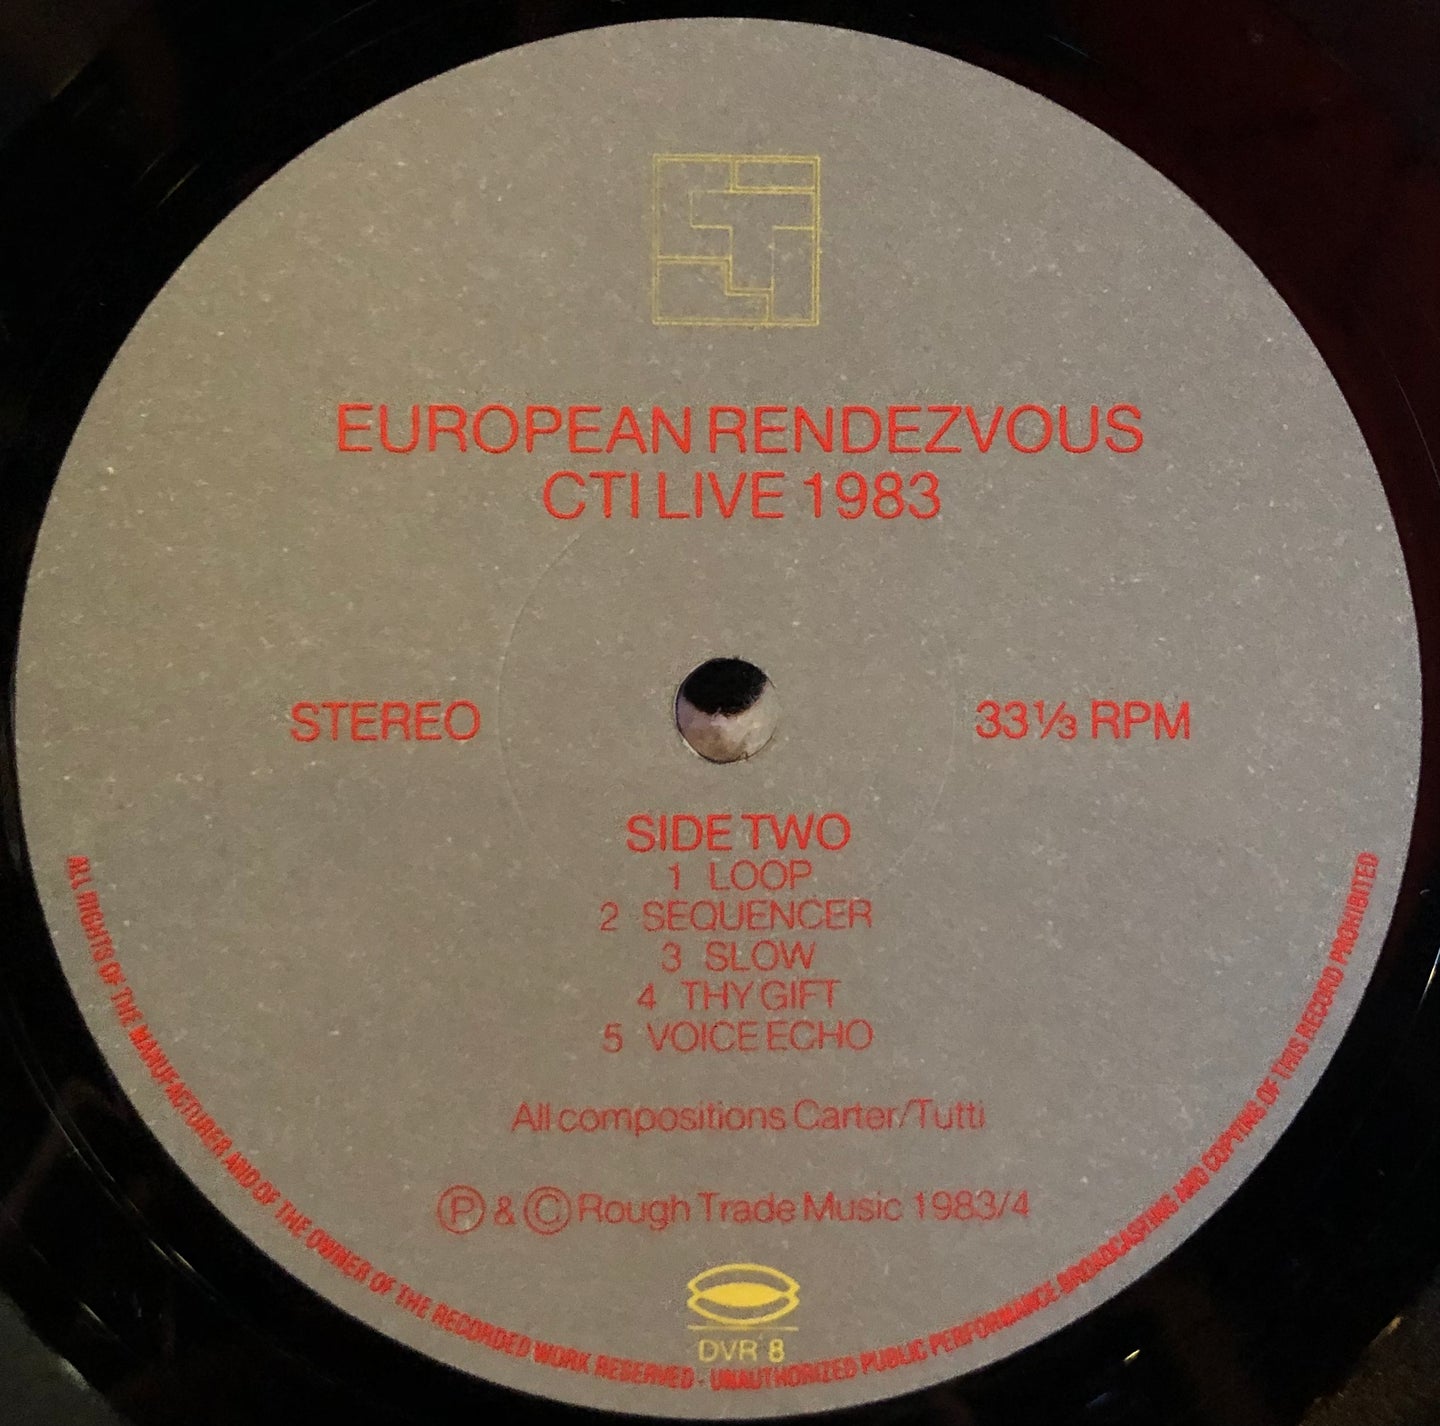 EUROPEAN RENDEZVOUS
CTI LIVE 1983
STEREO
33⅓ RPM
SIDE TWO
1 LOOP
2 SEQUENCER
3 SLOW
4 THY GIFT
5 VOICE ECHO
All compositions Carter/Tutti
Ⓟ & © Rough Trade Music 1983/4
DVR 8
ALL RIGHTS OF THE MANUFACTURER AND OF THE OWNER OF THE RECORDED WORK RESERVED - UNAUTHORIZED PUBLIC PERFORMANCE BROADCASTING AND COPYING OF THIS RECORD PROHIBITED